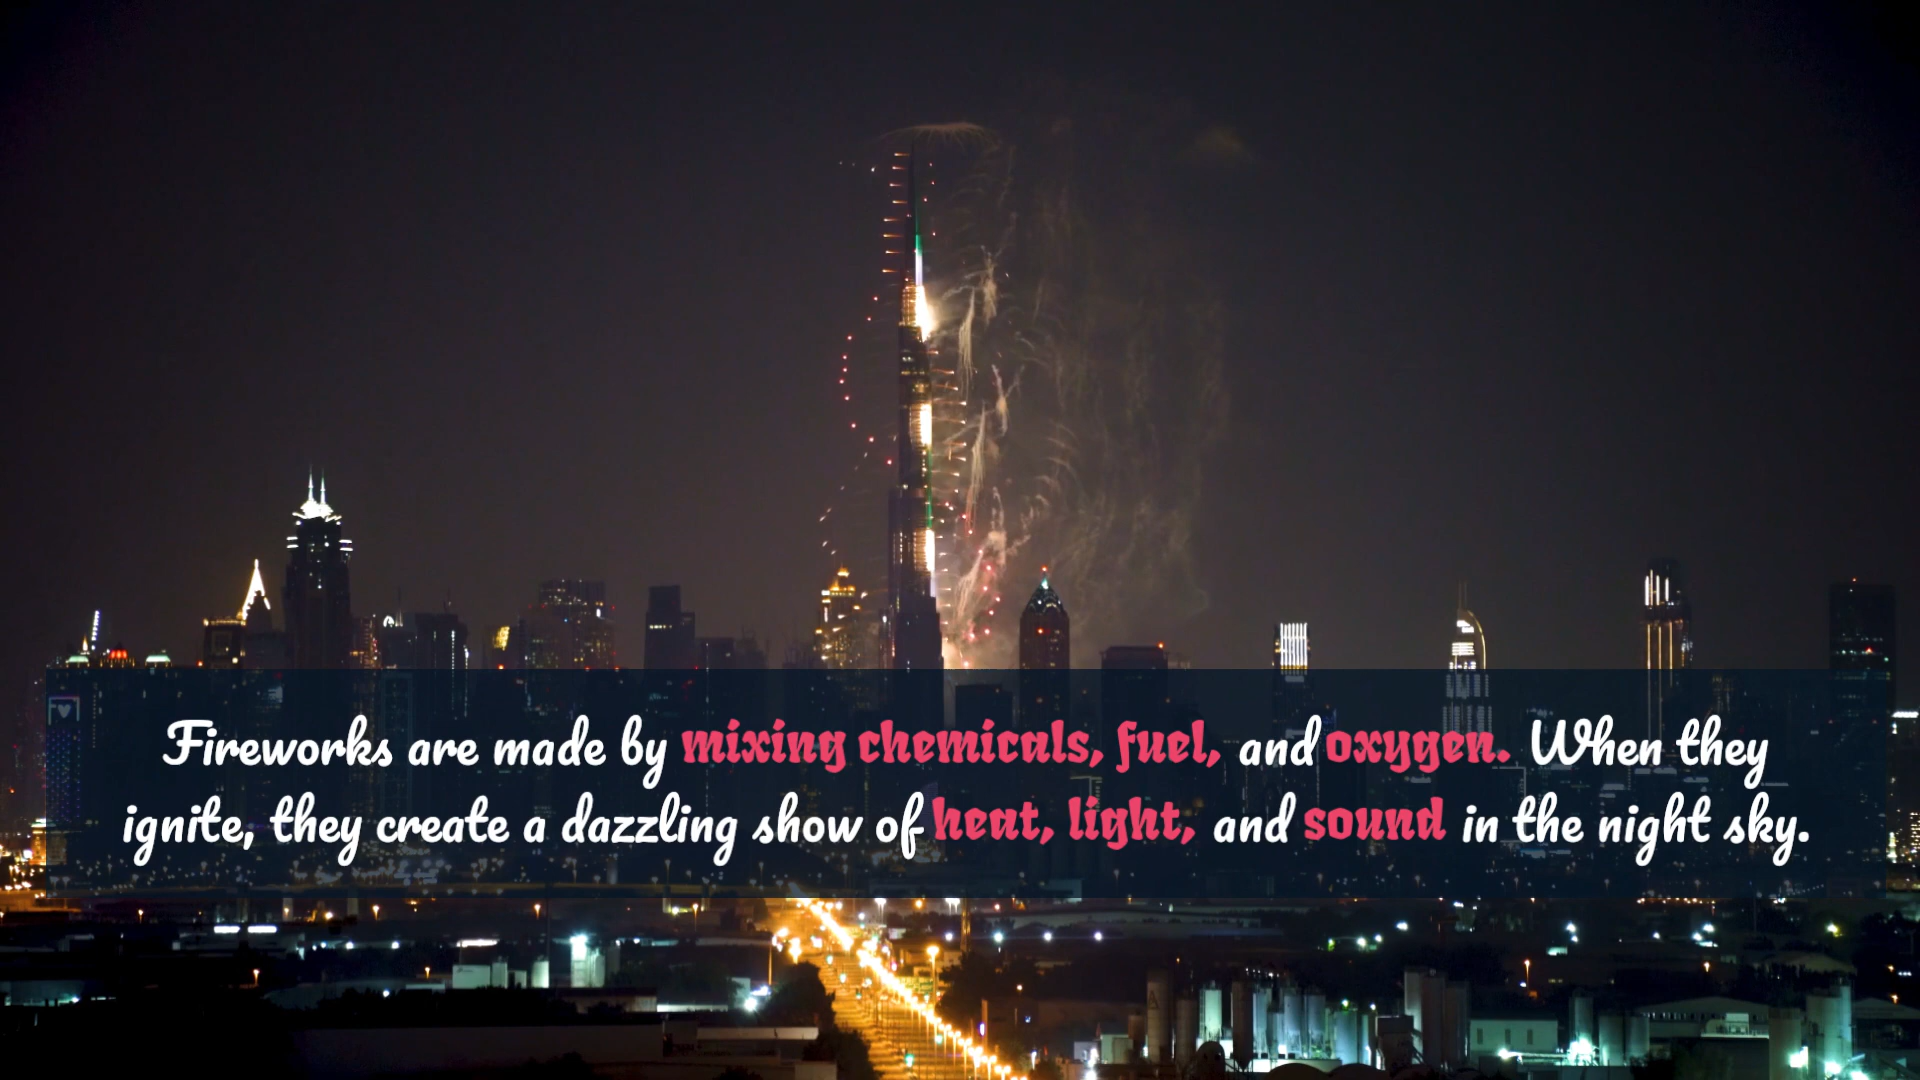 Fireworks are made by mixing chemicals, fuel, and oxygen. When they
ignite, they create a dazzling show of heat, light, and sound in the night sky.